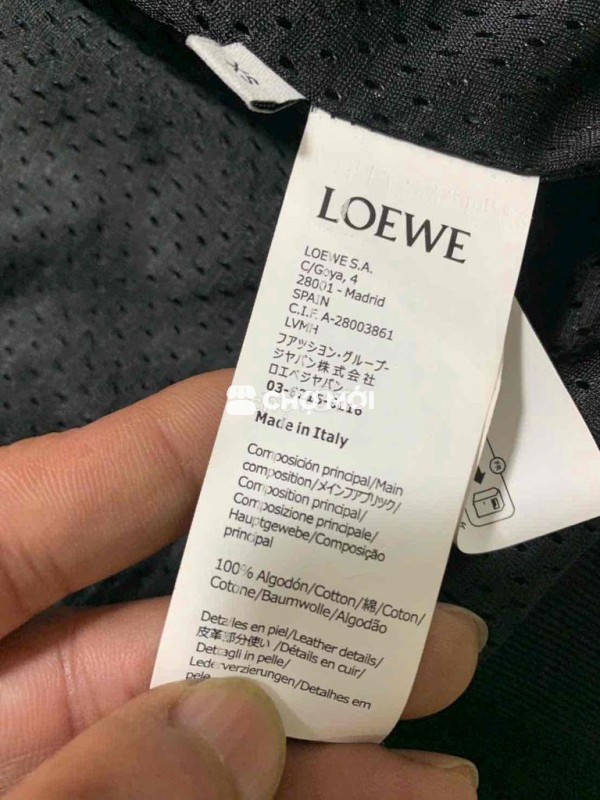 XS
LOEWE
LOEWE S.A.
C/Goya, 4
28001 - Madrid
SPAIN
C.I.F. A-28003861
LVMH
ファッション・グループ-
ジャパン株式会社
ロエベジャパン
CHỢ MỚI
Made in Italy
Composición principal/Main
composition/メインファブリック/
Composition principal/
Composizione principale/
Hauptgewebe/Composição
principal
100% Algodón/Cotton/綿/Coton/
Cotone/Baumwolle/Algodão
Detalles en piel/Leather details/
皮革部分使い/Détails en cuir/
Dettagli in pelle/
Lederverzierungen/Detalhes em
pele